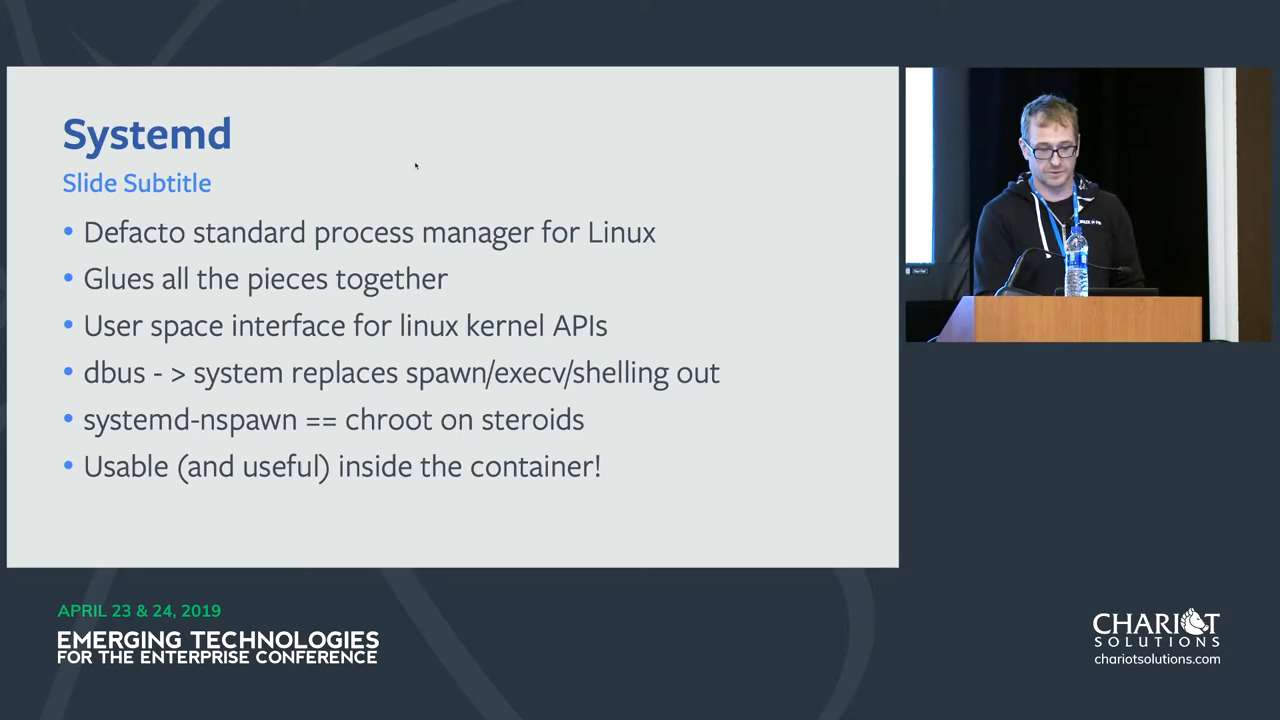 Systemd
Slide Subtitle
• Defacto standard process manager for Linux
• Glues all the pieces together
• User space interface for linux kernel APIs
• dbus - > system replaces spawn/execv/shelling out
• systemd-nspawn == chroot on steroids
• Usable (and useful) inside the container!
APRIL 23 & 24, 2019
EMERGING TECHNOLOGIES
FOR THE ENTERPRISE CONFERENCE
CHARIOT
SOLUTIONS
chariotsolutions.com